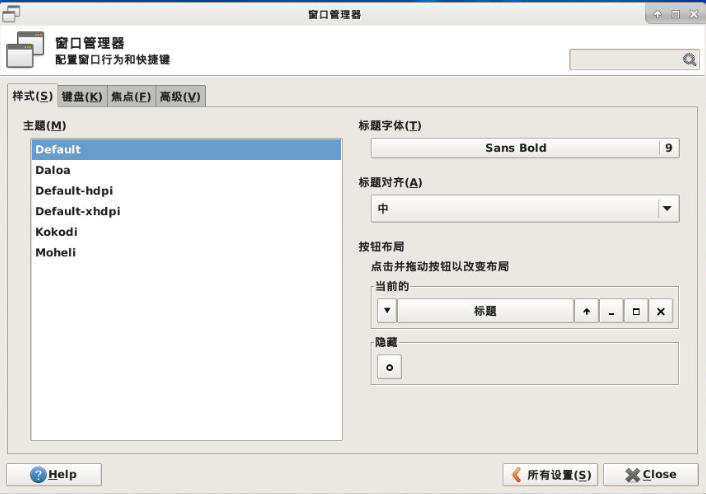 窗口管理器
窗口管理器
配置窗口行为和快捷键
样式(S) 键盘(K) 焦点(F) 高级(V)
主题(M)
Default
Daloa
Default-hdpi
Default-xhdpi
Kokodi
Moheli
标题字体(T)
Sans Bold 9
标题对齐(A)
中
按钮布局
点击并拖动按钮以改变布局
当前的
标题
隐藏
Help
所有设置(S)
Close